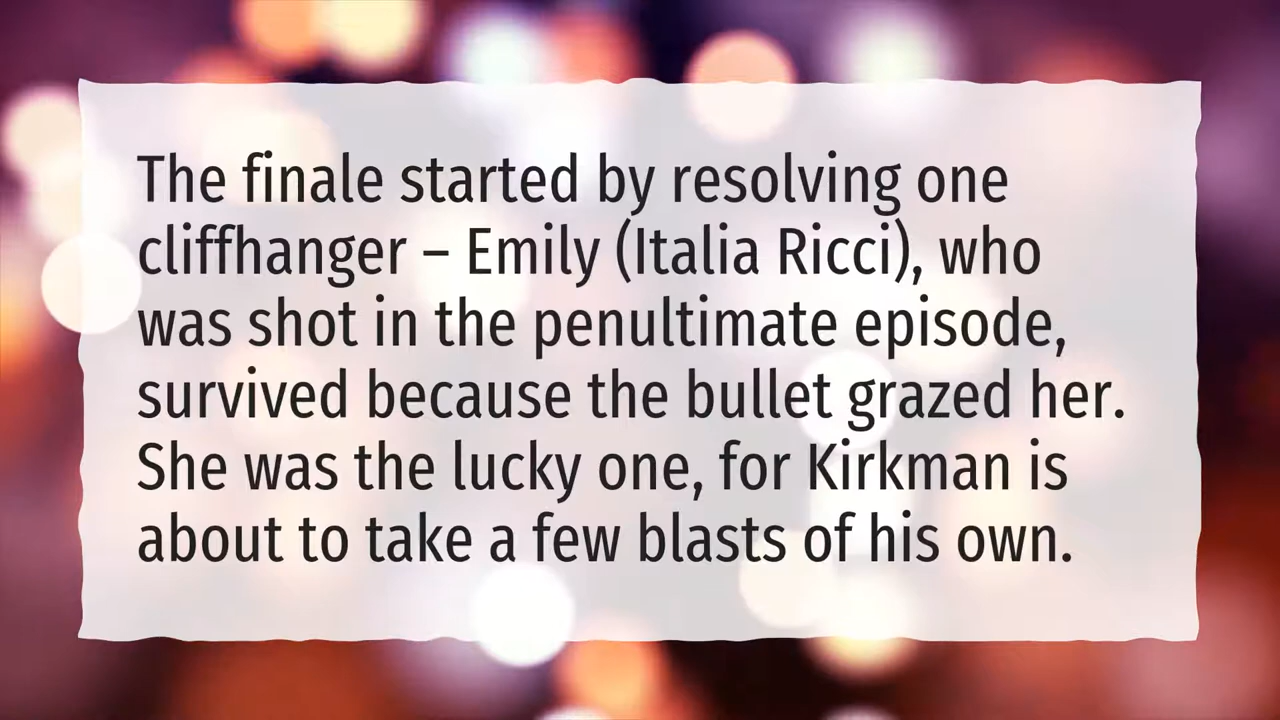 The finale started by resolving one
cliffhanger – Emily (Italia Ricci), who
was shot in the penultimate episode,
survived because the bullet grazed her.
She was the lucky one, for Kirkman is
about to take a few blasts of his own.